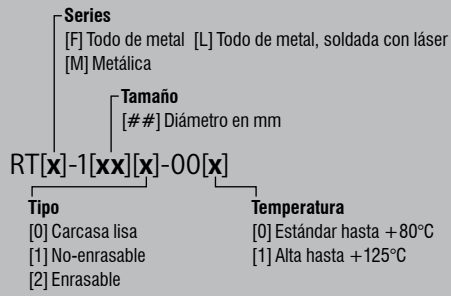 Series
[F] Todo de metal [L] Todo de metal, soldada con láser
[M] Metálica
Tamaño
[##] Diámetro en mm
RT[x]-1[xx][x]-00[x]
Tipo
[0] Carcasa lisa
[1] No-enrasable
[2] Enrasable
Temperatura
[0] Estándar hasta +80°C
[1] Alta hasta +125°C